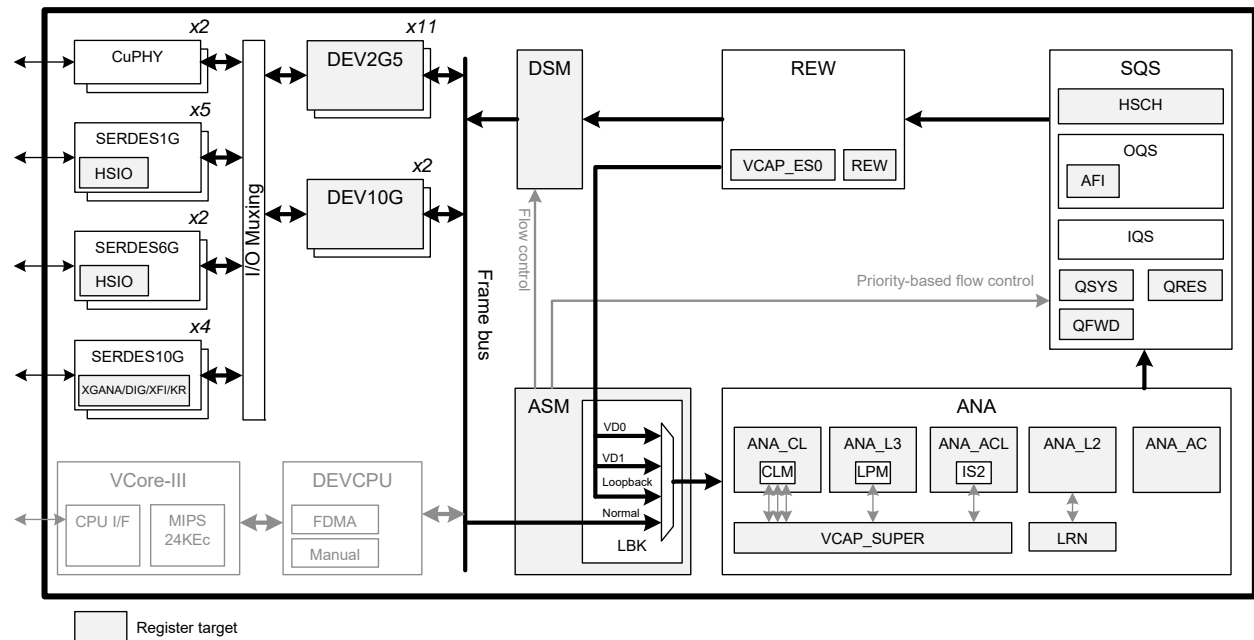 x2
CuPHY
x5
SERDES1G
HSIO
x2
SERDES6G
HSIO
x4
SERDES10G
XGANA/DIG/XFI/KR
I/O Muxing
x11
DEV2G5
x2
DEV10G
VCore-III
CPU I/F
MIPS
24KEc
DEVCPU
FDMA
Manual
Frame bus
DSM
Flow control
REW
VCAP_ES0
REW
Priority-based flow control
SQS
HSCH
OQS
AFI
IQS
QSYS
QRES
QFWD
ASM
VD0
VD1
Loopback
Normal
LBK
ANA
ANA_CL
CLM
ANA_L3
LPM
ANA_ACL
IS2
ANA_L2
ANA_AC
VCAP_SUPER
LRN
Register target